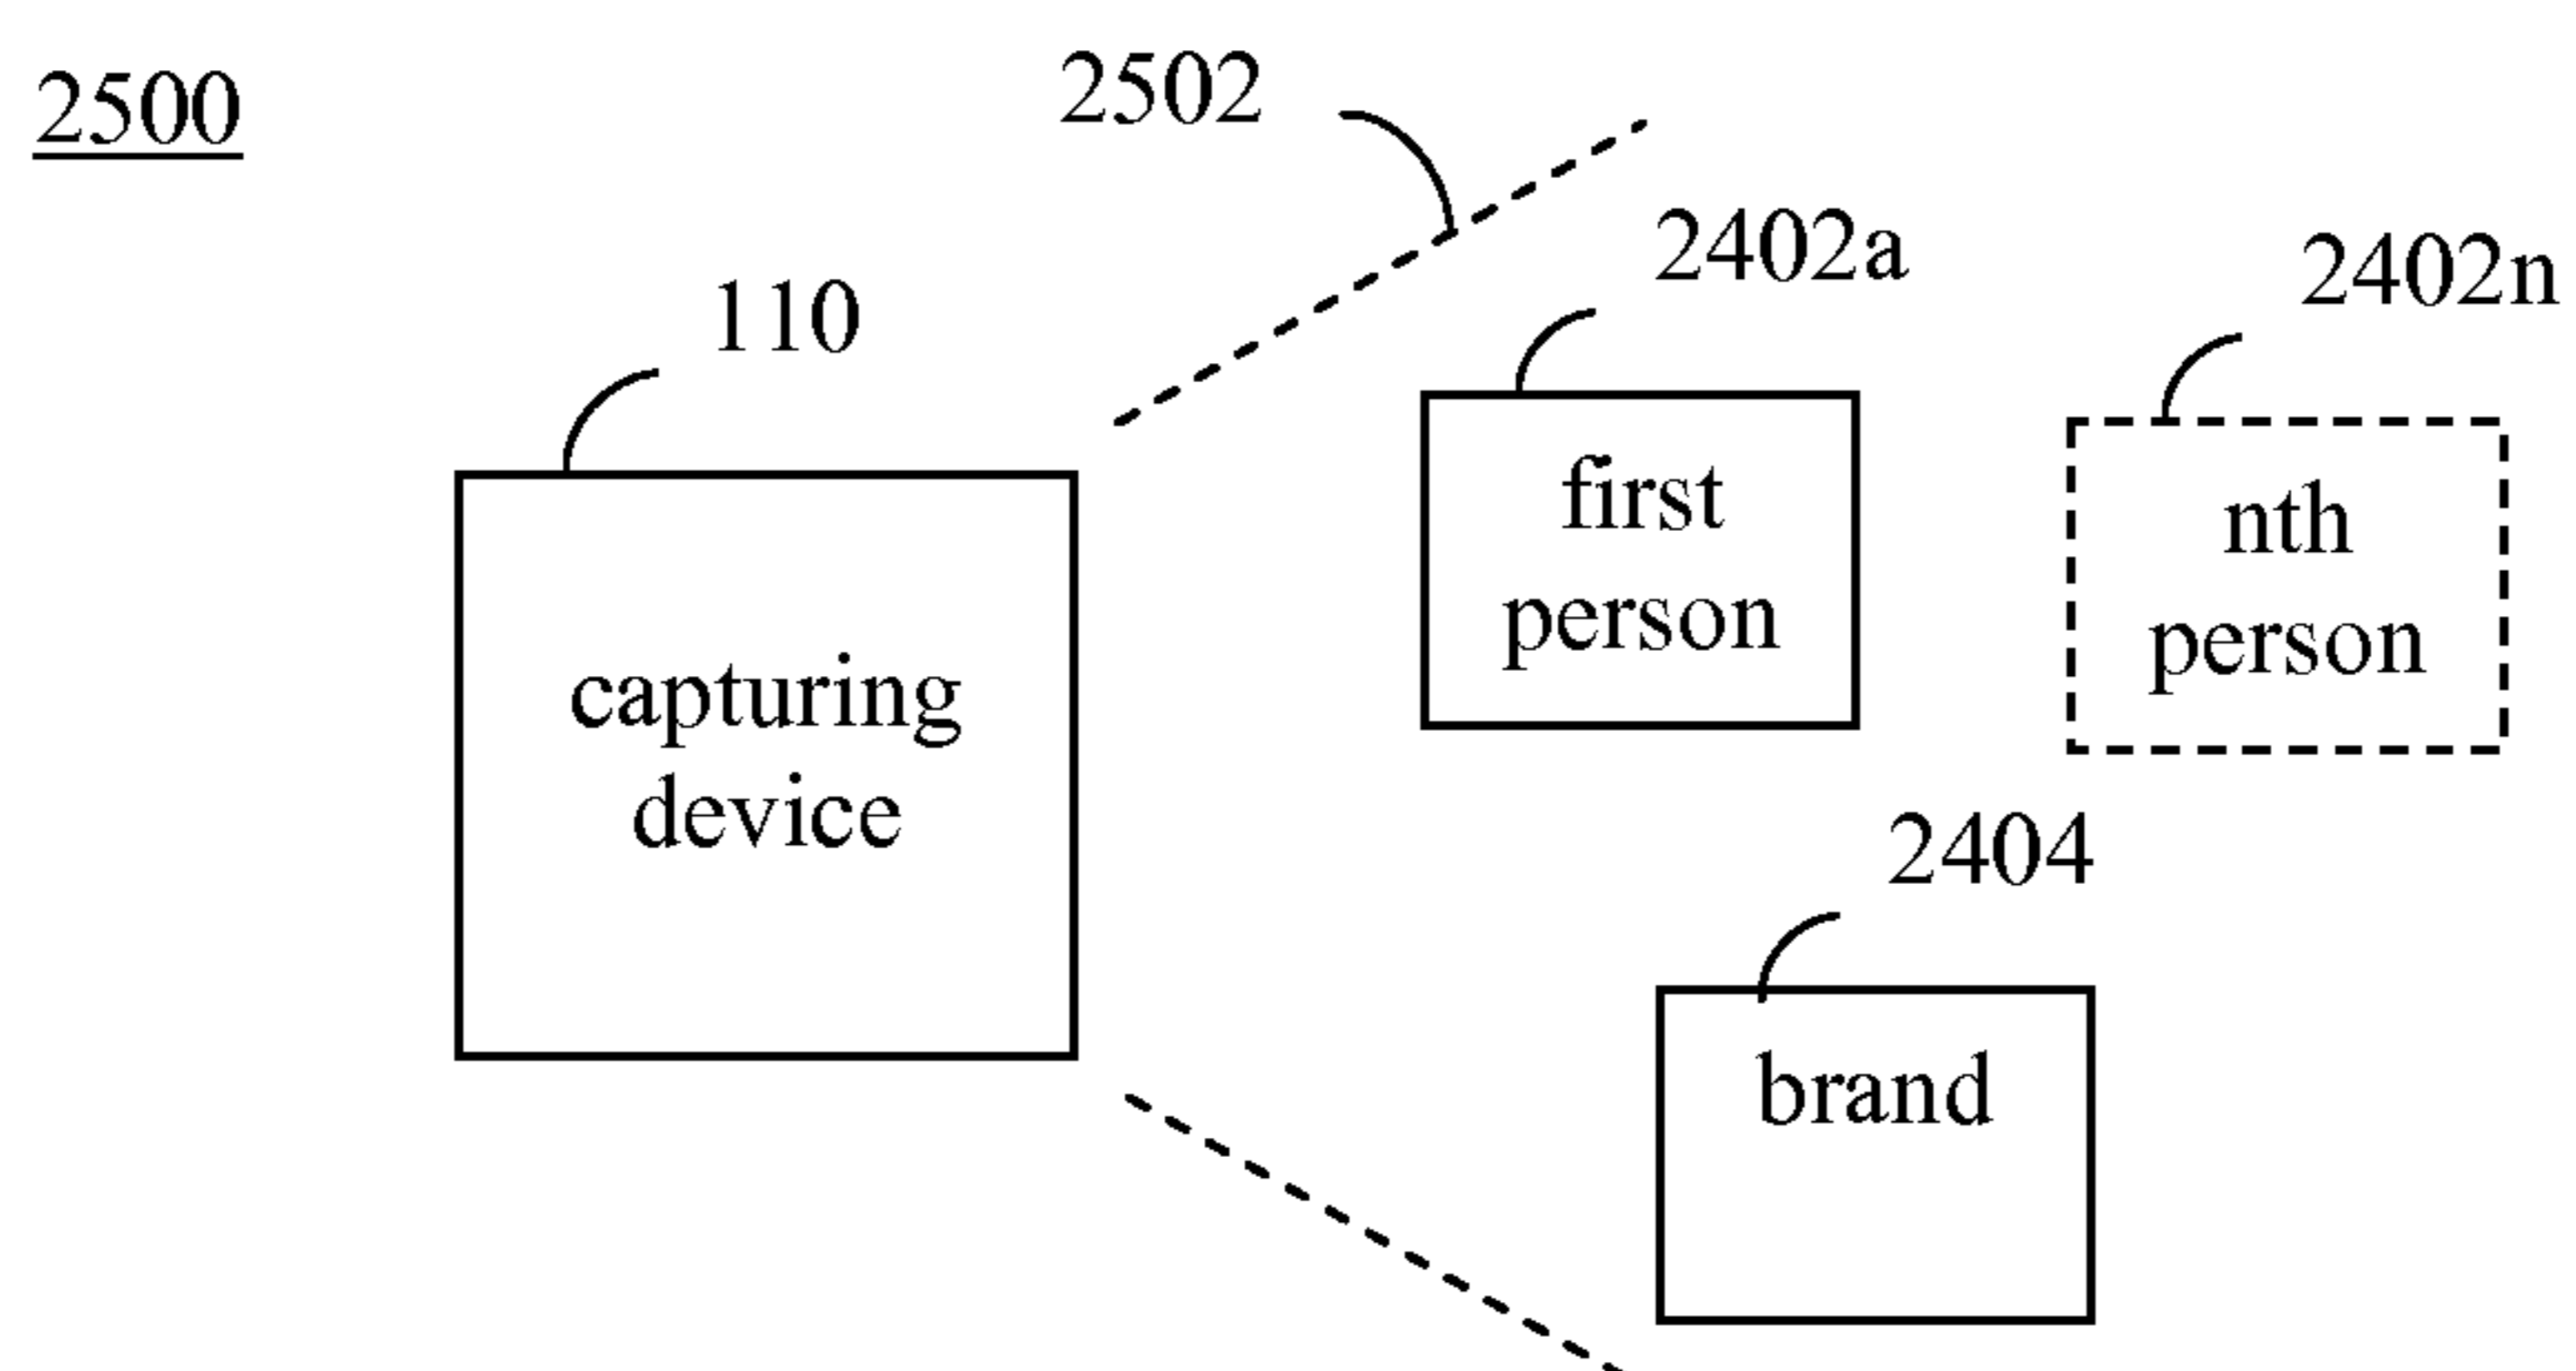 2500
2502
2402a
2402n
110
first
person
nth
person
capturing
device
2404
brand